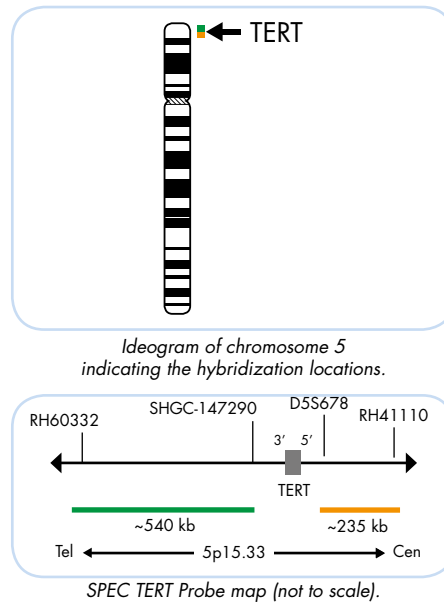 TERT
Ideogram of chromosome 5
indicating the hybridization locations.
RH60332
SHGC-147290
D5S678
RH41110
3’ 5’
TERT
~540 kb
~235 kb
Tel 5p15.33 Cen
SPEC TERT Probe map (not to scale).